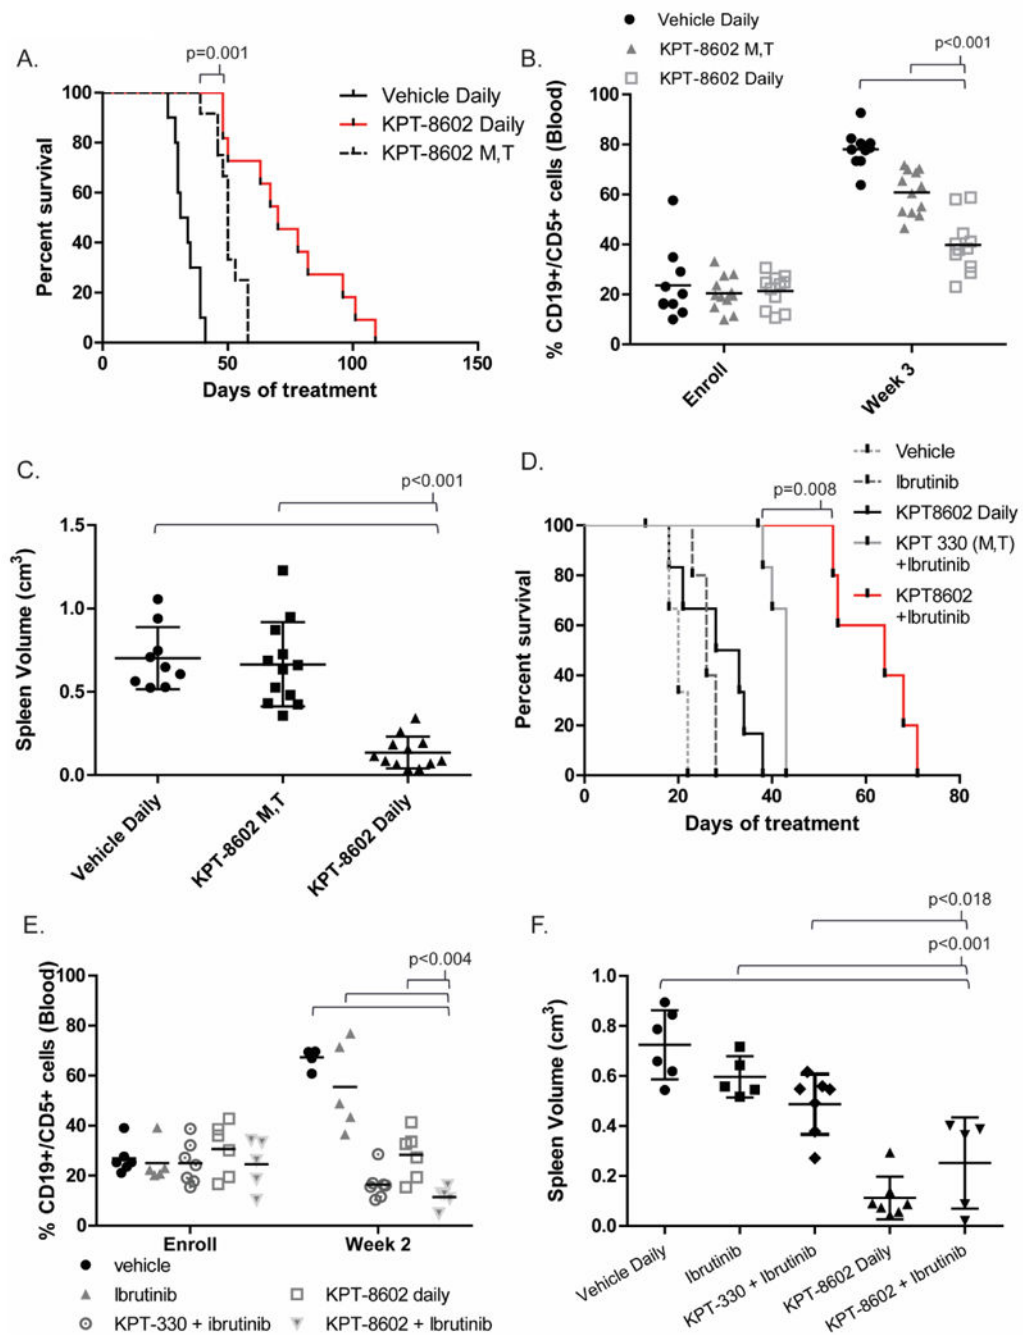 A.
p=0.001
Vehicle Daily
KPT-8602 Daily
KPT-8602 M,T
Percent survival
100
80
60
40
20
0
0 50 100 150
Days of treatment
B.
Vehicle Daily
KPT-8602 M,T
KPT-8602 Daily
p<0.001
% CD19+/CD5+ cells (Blood)
100
80
60
40
20
0
Enroll
Week 3
C.
p<0.001
Spleen Volume (cm³)
1.5
1.0
0.5
0.0
Vehicle Daily
KPT-8602 M,T
KPT-8602 Daily
D.
Vehicle
Ibrutinib
KPT8602 Daily
KPT 330 (M,T)
+Ibrutinib
KPT8602
+Ibrutinib
p=0.008
Percent survival
100
80
60
40
20
0
0 20 40 60 80
Days of treatment
E.
p<0.004
% CD19+/CD5+ cells (Blood)
100
80
60
40
20
0
Enroll
Week 2
vehicle
Ibrutinib
KPT-330 + ibrutinib
KPT-8602 daily
KPT-8602 + Ibrutinib
F.
p<0.018
p<0.001
Spleen Volume (cm³)
1.0
0.8
0.6
0.4
0.2
0.0
Vehicle Daily
Ibrutinib
KPT-330 + Ibrutinib
KPT-8602 Daily
KPT-8602 + Ibrutinib